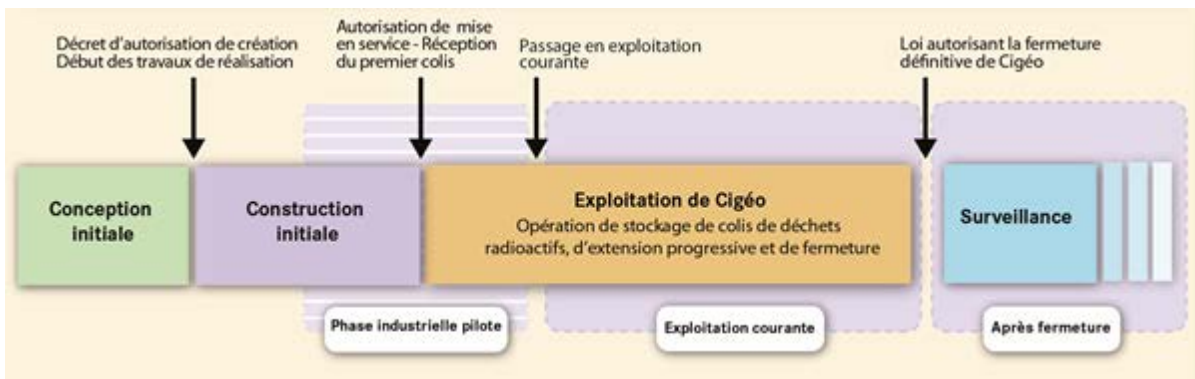 Décret d'autorisation de création
Début des travaux de réalisation
Autorisation de mise
en service - Réception
du premier colis
Passage en exploitation
courante
Loi autorisant la fermeture
définitive de Cigéo
Conception
initiale
Construction
initiale
Exploitation de Cigéo
Opération de stockage de colis de déchets
radioactifs, d'extension progressive et de fermeture
Surveillance
Phase industrielle pilote
Exploitation courante
Après fermeture